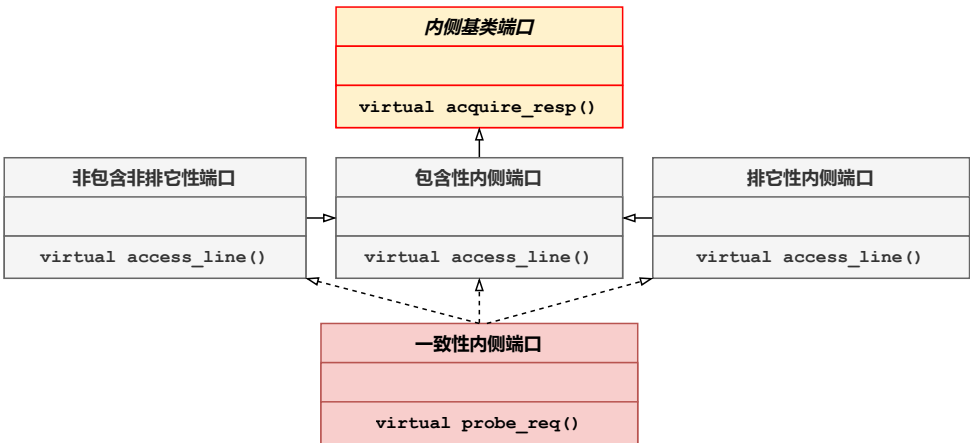 内侧基类端口
virtual acquire_resp()
非包含非排它性端口
virtual access_line()
包含性内侧端口
virtual access_line()
排它性内侧端口
virtual access_line()
一致性内侧端口
virtual probe_req()